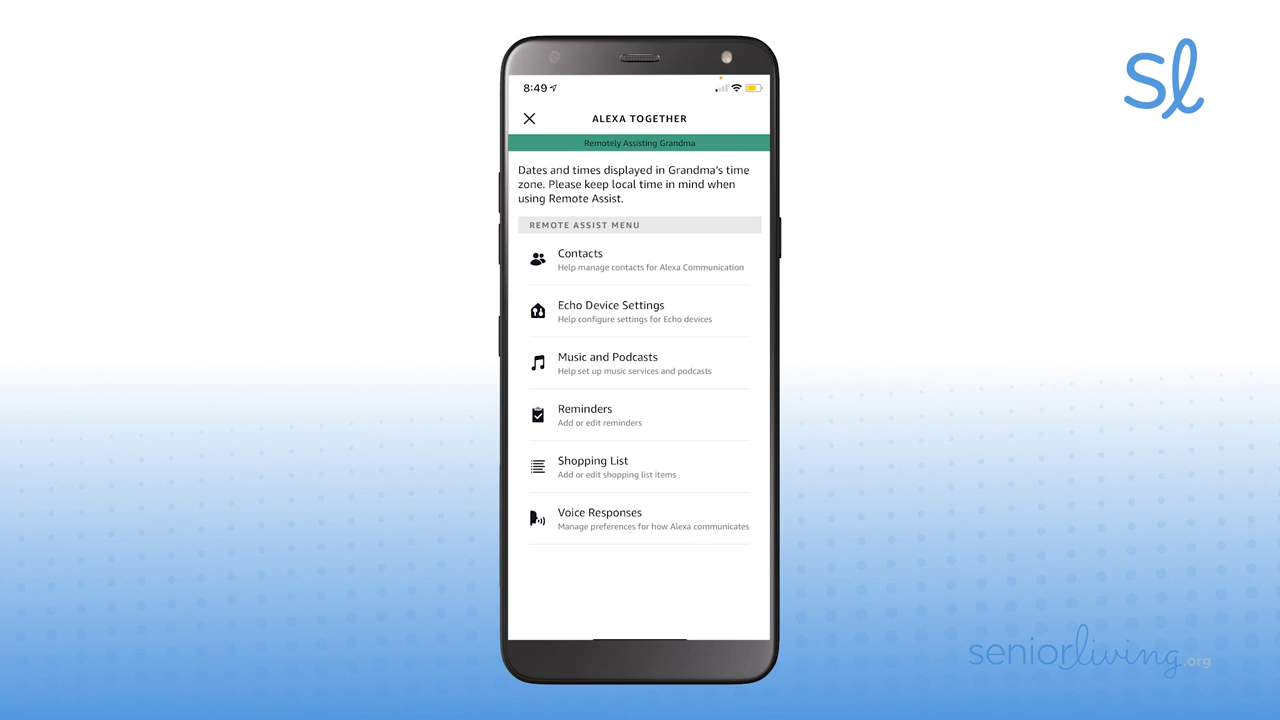 Sl
8:49
ALEXA TOGETHER
Remotely Assisting Grandma
Dates and times displayed in Grandma's time
zone. Please keep local time in mind when
using Remote Assist.
REMOTE ASSIST MENU
Contacts
Help manage contacts for Alexa Communication
Echo Device Settings
Help configure settings for Echo devices
Music and Podcasts
Help set up music services and podcasts
Reminders
Add or edit reminders
Shopping List
Add or edit shopping list items
Voice Responses
Manage preferences for how Alexa communicates
seniorliving.org